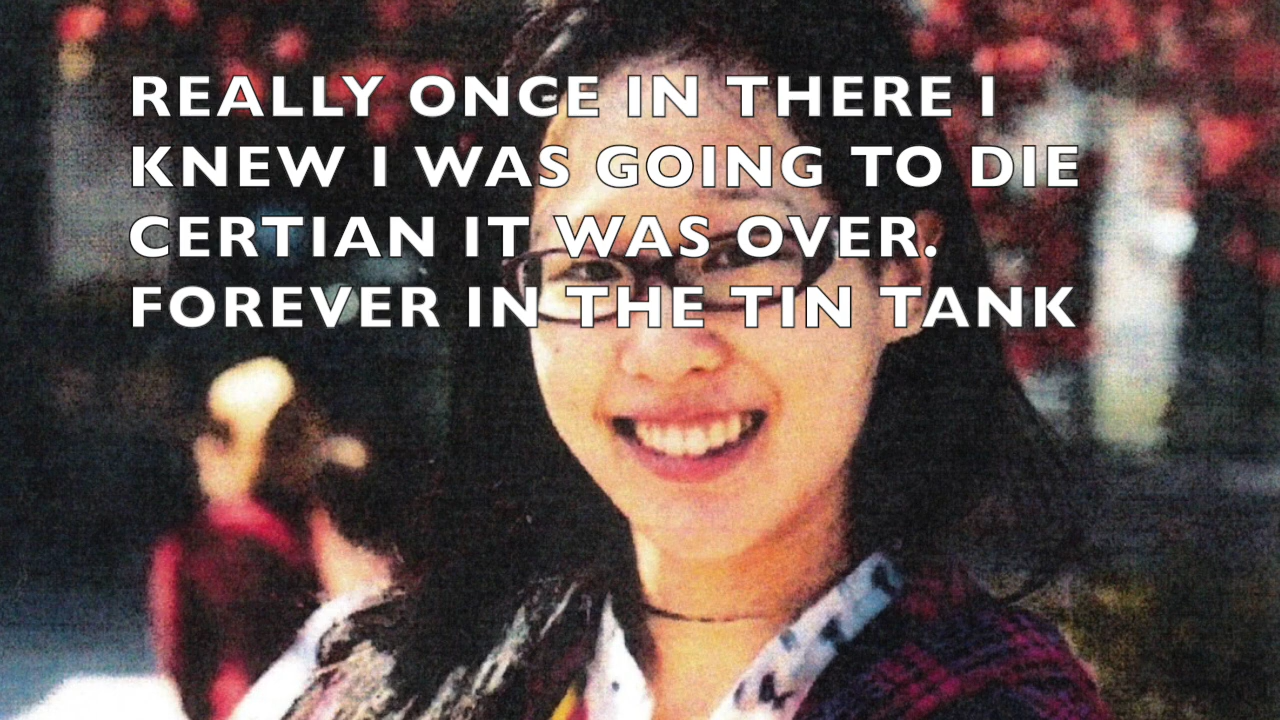 REALLY ONCE IN THERE I
KNEW I WAS GOING TO DIE
CERTIAN IT WAS OVER.
FOREVER IN THE TIN TANK